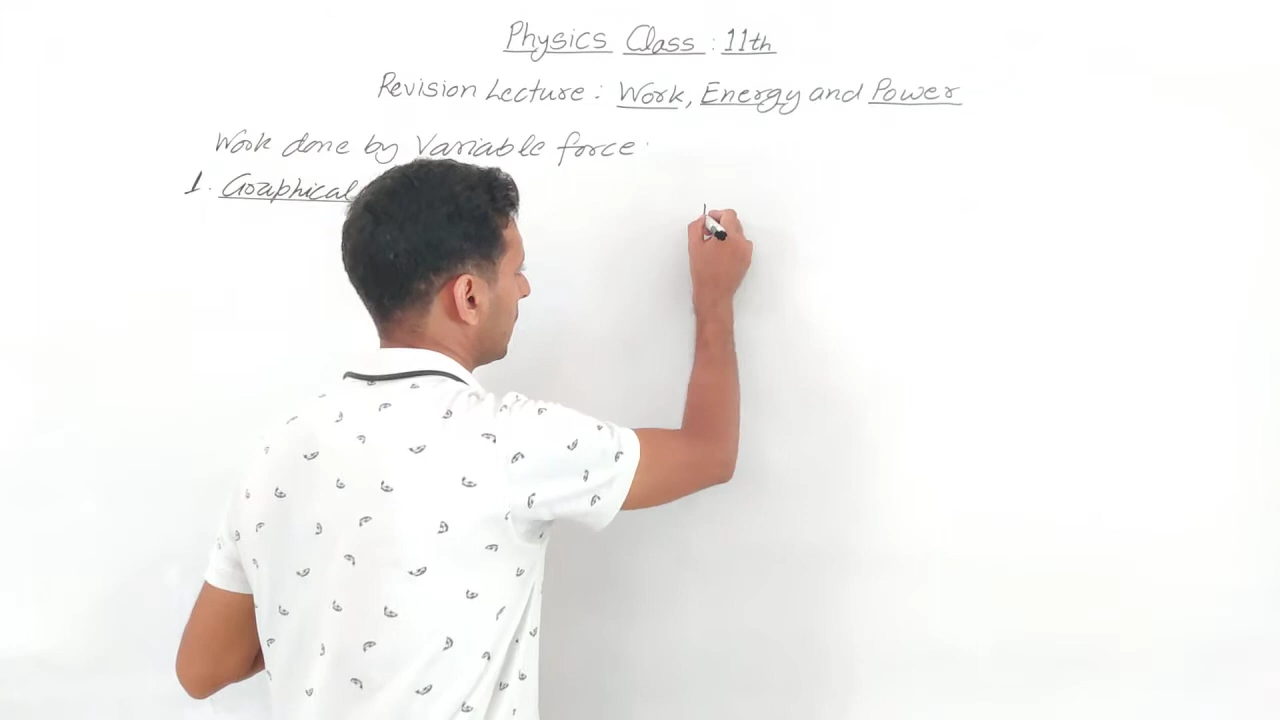 Physics Class : 11th
Revision Lecture : Work, Energy and Power
Work done by Variable force.
1. Graphical